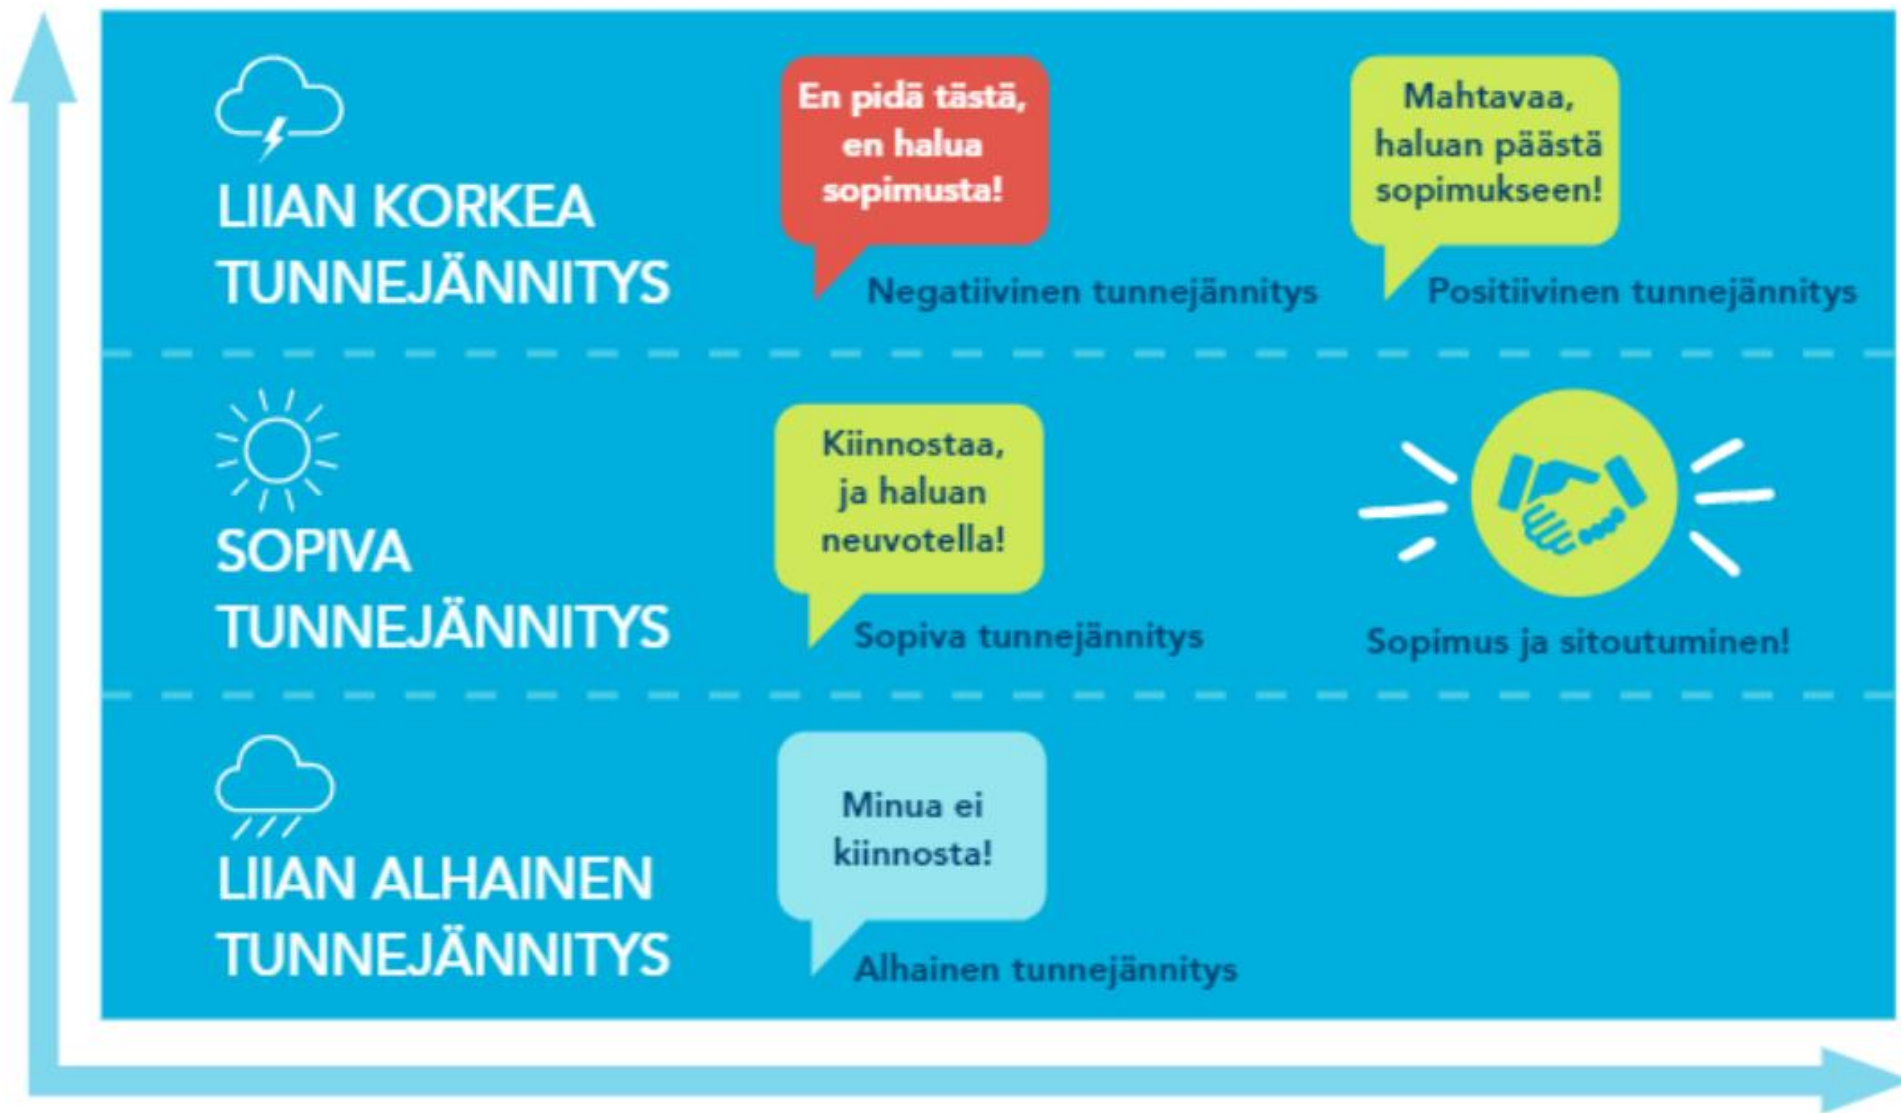 LIIAN KORKEA
TUNNEJÄNNITYS
En pidä tästä,
en halua
sopimusta!
Negatiivinen tunnejännitys
Mahtavaa,
haluan päästä
sopimukseen!
Positiivinen tunnejännitys
SOPIVA
TUNNEJÄNNITYS
Kiinnostaa,
ja haluan
neuvotella!
Sopiva tunnejännitys
Sopimus ja sitoutuminen!
LIIAN ALHAINEN
TUNNEJÄNNITYS
Minua ei
kiinnosta!
Alhainen tunnejännitys